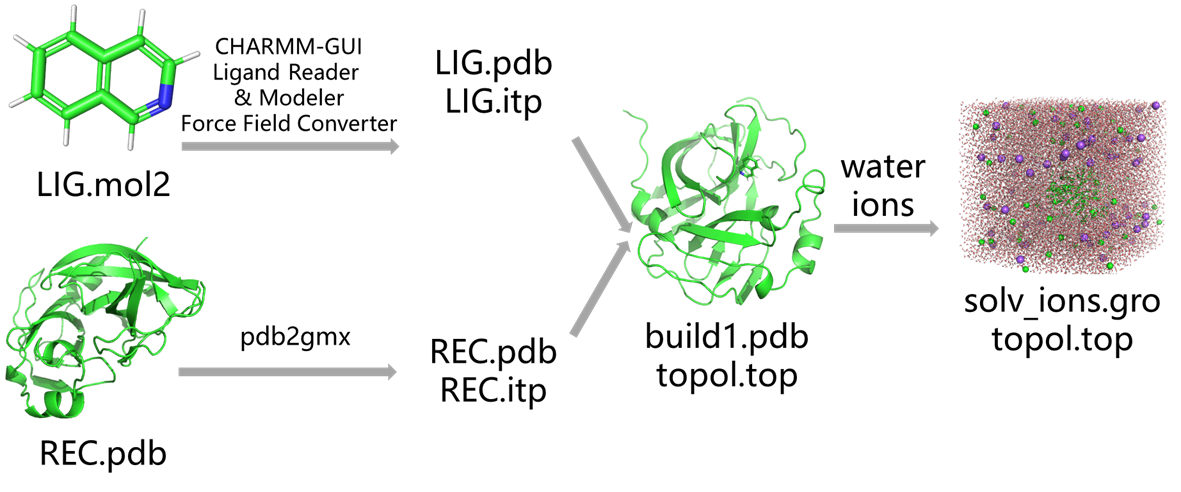 CHARMM-GUI
Ligand Reader
& Modeler
Force Field Converter
LIG.mol2
LIG.pdb
LIG.itp
pdb2gmx
REC.pdb
REC.pdb
REC.itp
build1.pdb
topol.top
water
ions
solv_ions.gro
topol.top